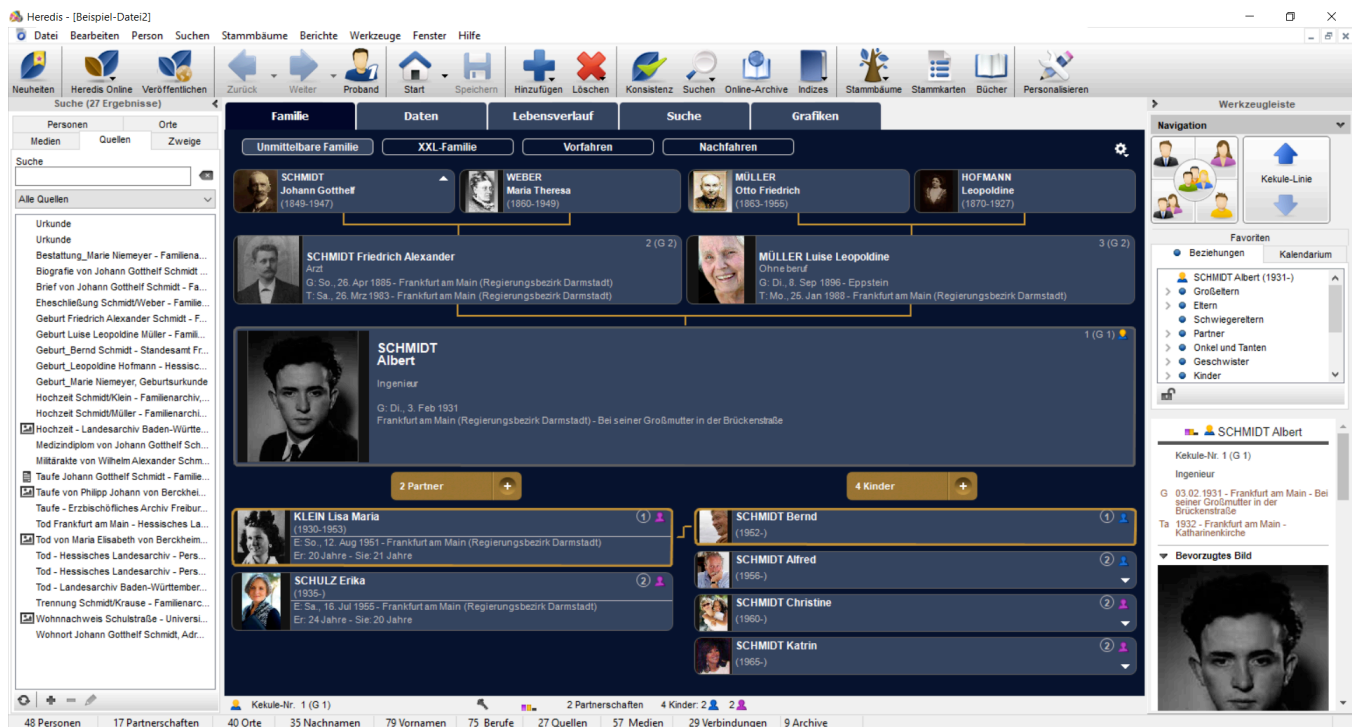 Heredis - [Beispiel-Datei2]
Datei Bearbeiten Person Suchen Stammbäume Berichte Werkzeuge Fenster Hilfe
Neuheiten Heredis Online Veröffentlichen Zurück Weiter Proband Start Speichern Hinzufügen Löschen Konsistenz Suchen Online-Archive Indizes Stammbäume Stammkarten Bücher Personalisieren
Suche (27 Ergebnisse)
Personen Orte
Medien Quellen Zweige
Suche
Alle Quellen
Urkunde
Urkunde
Bestattung_Marie Niemeyer - Familiena...
Biografie von Johann Gotthelf Schmidt ...
Brief von Johann Gotthelf Schmidt - Fa...
Eheschließung Schmidt/Weber - Familie...
Geburt Friedrich Alexander Schmidt - F...
Geburt Luise Leopoldine Müller - Famili...
Geburt_Bernd Schmidt - Standesamt Fr...
Geburt_Leopoldine Hofmann - Hessisc...
Geburt_Marie Niemeyer, Geburtsurkunde
Hochzeit Schmidt/Klein - Familienarchiv,...
Hochzeit Schmidt/Müller - Familienarchi...
Hochzeit - Landesarchiv Baden-Württe...
Medizindiplom von Johann Gotthelf Sch...
Militärakte von Wilhelm Alexander Schm...
Taufe Johann Gotthelf Schmidt - Familie...
Taufe von Philipp Johann von Berckhei...
Taufe - Erzbischöfliches Archiv Freibur...
Tod Frankfurt am Main - Hessisches La...
Tod von Maria Elisabeth von Berckheim...
Tod - Hessisches Landesarchiv - Pers...
Tod - Hessisches Landesarchiv - Pers...
Tod - Landesarchiv Baden-Württember...
Trennung Schmidt/Krause - Familienarc...
Wohnnachweis Schulstraße - Universi...
Wohnort Johann Gotthelf Schmidt, Adr...
Familie Daten Lebensverlauf Suche Grafiken
Unmittelbare Familie XXL-Familie Vorfahren Nachfahren
SCHMIDT
Johann Gotthelf
(1849-1947)
WEBER
Maria Theresa
(1860-1949)
MÜLLER
Otto Friedrich
(1863-1955)
HOFMANN
Leopoldine
(1870-1927)
2 (G 2)
SCHMIDT Friedrich Alexander
Arzt
G: So., 26. Apr 1885 - Frankfurt am Main (Regierungsbezirk Darmstadt)
T: Sa., 26. Mrz 1983 - Frankfurt am Main (Regierungsbezirk Darmstadt)
3 (G 2)
MÜLLER Luise Leopoldine
Ohne beruf
G: Di., 8. Sep 1896 - Eppstein
T: Mo., 25. Jan 1988 - Frankfurt am Main (Regierungsbezirk Darmstadt)
1 (G 1)
SCHMIDT
Albert
Ingenieur
G: Di., 3. Feb 1931
Frankfurt am Main (Regierungsbezirk Darmstadt) - Bei seiner Großmutter in der Brückenstraße
2 Partner +
4 Kinder +
KLEIN Lisa Maria 1
(1930-1953)
E: So., 12. Aug 1951 - Frankfurt am Main (Regierungsbezirk Darmstadt)
Er: 20 Jahre - Sie: 21 Jahre
SCHULZ Erika 2
(1935-)
E: Sa., 16. Jul 1955 - Frankfurt am Main (Regierungsbezirk Darmstadt)
Er: 24 Jahre - Sie: 20 Jahre
SCHMIDT Bernd 1
(1952-)
SCHMIDT Alfred 2
(1956-)
SCHMIDT Christine 2
(1960-)
SCHMIDT Katrin 2
(1965-)
Kekule-Nr. 1 (G 1) 2 Partnerschaften 4 Kinder: 2 2
Werkzeugleiste
Navigation
Kekule-Linie
Favoriten
Beziehungen Kalendarium
SCHMIDT Albert (1931-)
Großeltern
Eltern
Schwiegereltern
Partner
Onkel und Tanten
Geschwister
Kinder
SCHMIDT Albert
Kekule-Nr. 1 (G 1)
Ingenieur
G 03.02.1931 - Frankfurt am Main - Bei
seiner Großmutter in der
Brückenstraße
Ta 1932 - Frankfurt am Main -
Katharinenkirche
Bevorzugtes Bild
48 Personen 17 Partnerschaften 40 Orte 35 Nachnamen 79 Vornamen 75 Berufe 27 Quellen 57 Medien 29 Verbindungen 9 Archive